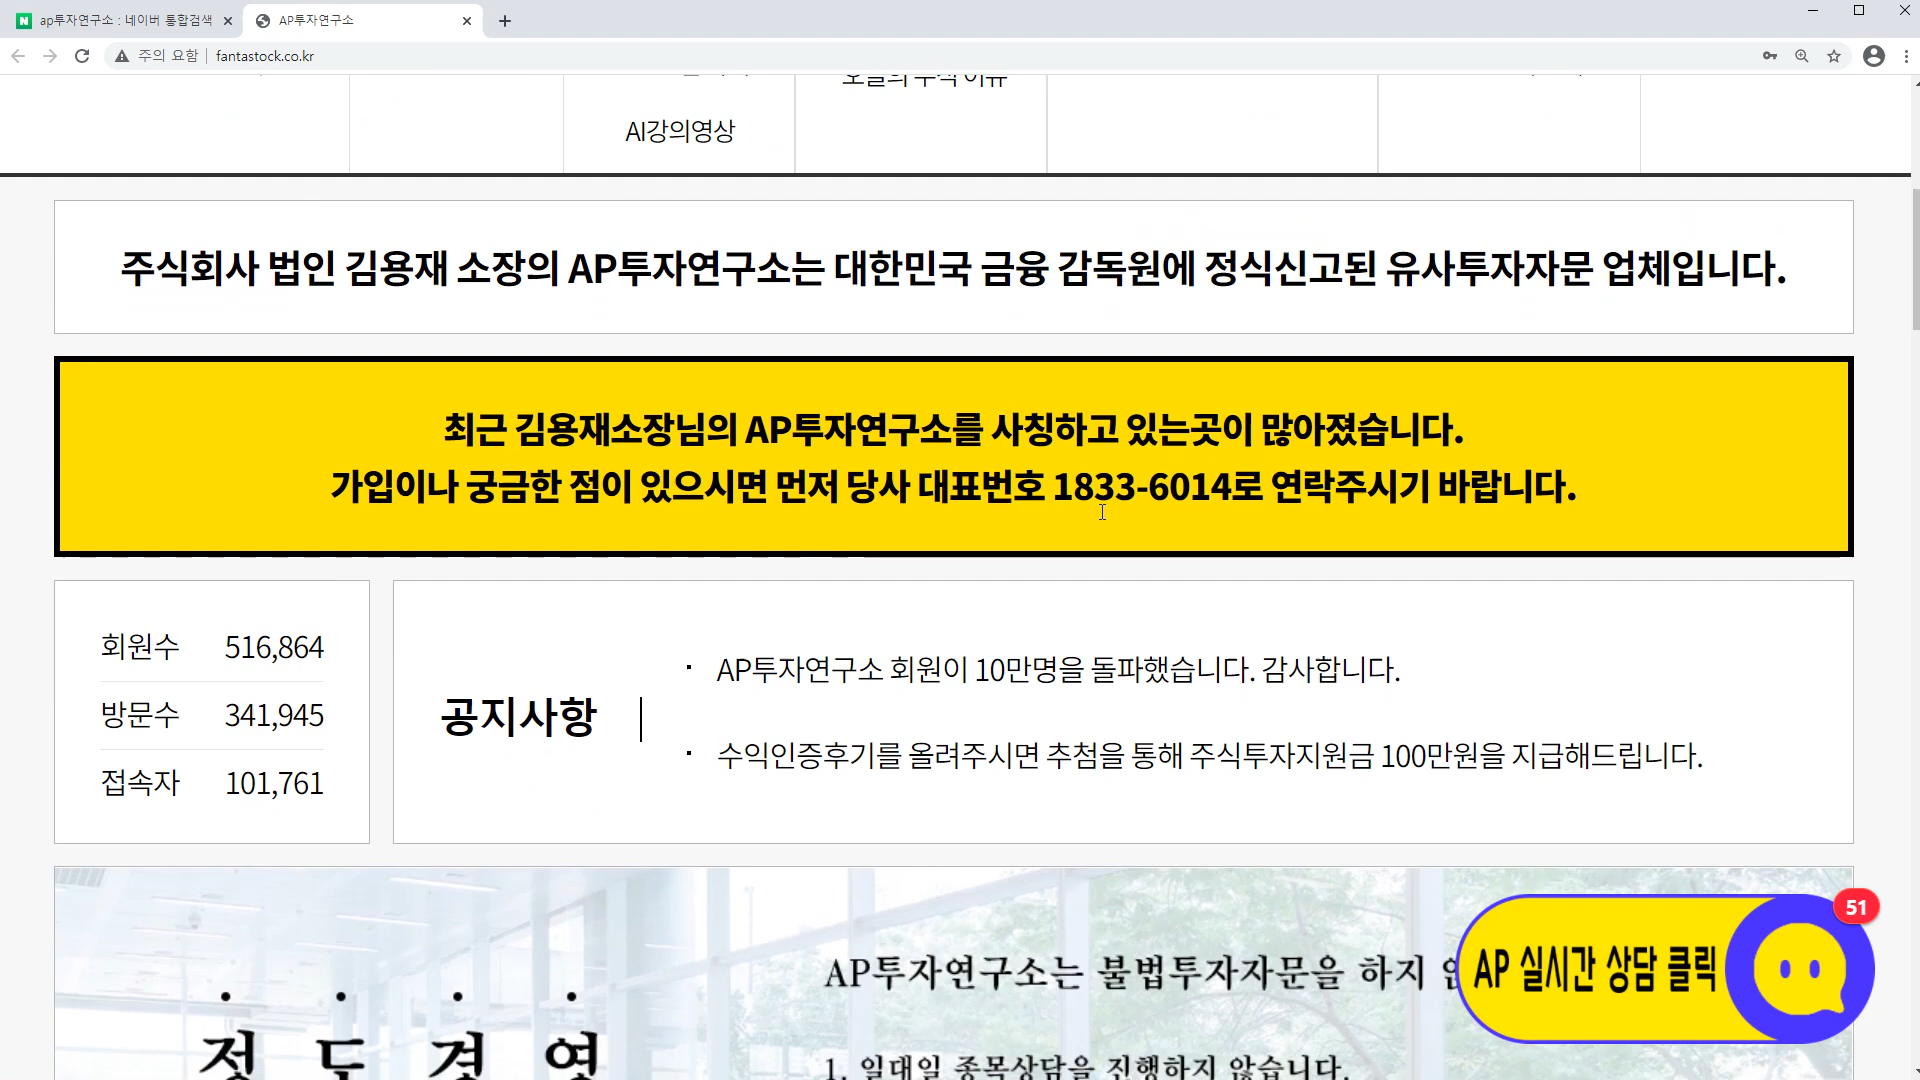 ap투자연구소 : 네이버 통합검색
AP투자연구소
주의 요함
fantastock.co.kr
오늘의 주식 이슈
AI강의영상
주식회사 법인 김용재 소장의 AP투자연구소는 대한민국 금융 감독원에 정식신고된 유사투자자문 업체입니다.
최근 김용재소장님의 AP투자연구소를 사칭하고 있는곳이 많아졌습니다.
가입이나 궁금한 점이 있으시면 먼저 당사 대표번호 1833-6014로 연락주시기 바랍니다.
회원수 516,864
방문수 341,945
접속자 101,761
공지사항
· AP투자연구소 회원이 10만명을 돌파했습니다. 감사합니다.
· 수익인증후기를 올려주시면 추첨을 통해 주식투자지원금 100만원을 지급해드립니다.
AP투자연구소는 불법투자자문을 하지
51
AP 실시간 상담 클릭
정도경영
1. 일대일 종목상담을 진행하지 않습니다.